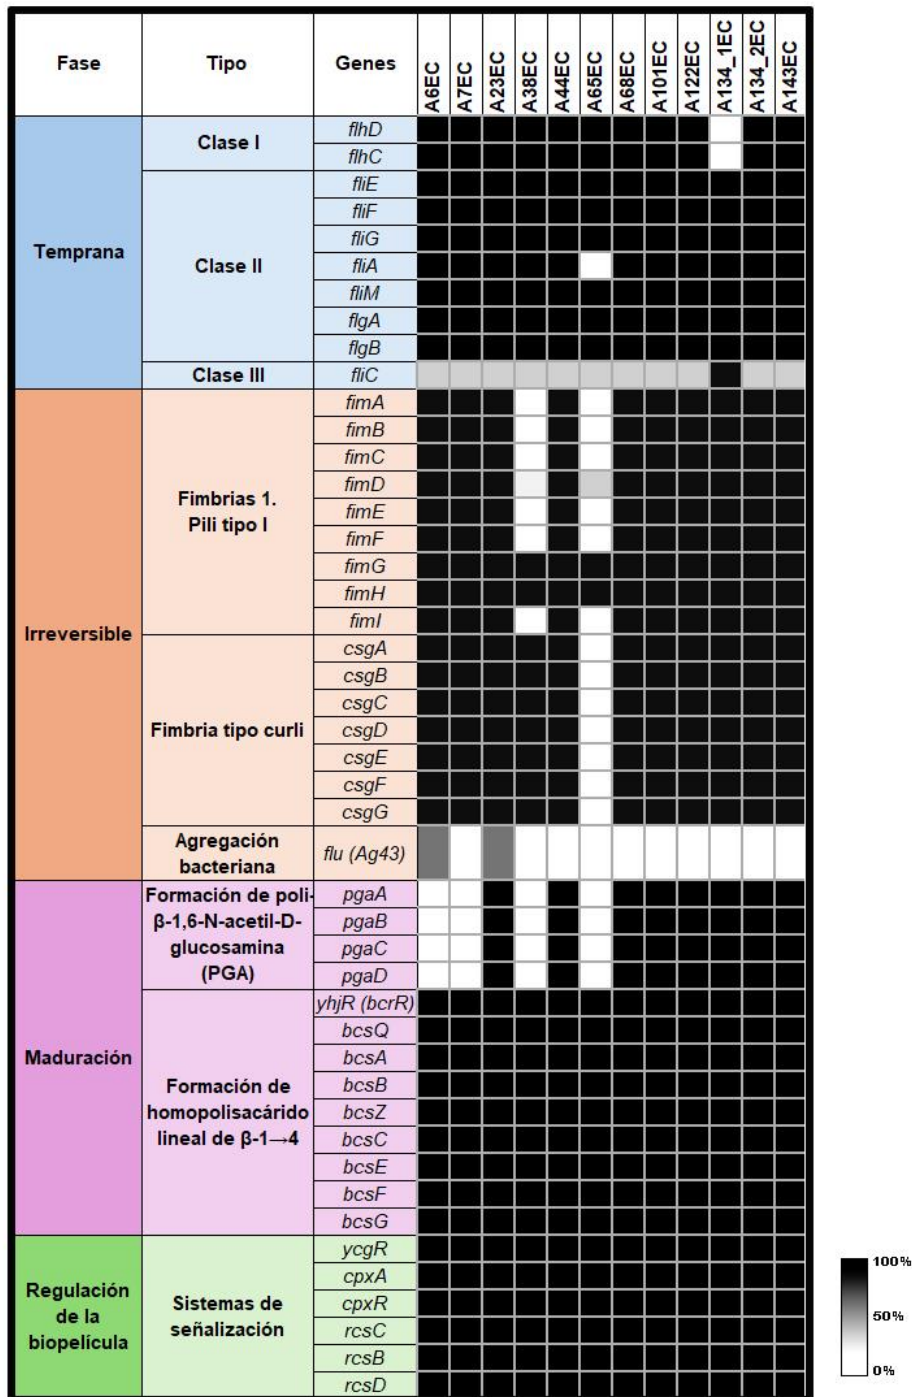 Fase Tipo Genes A6EC A7EC A23EC A38EC A44EC A65EC A68EC A101EC A122EC A134_1EC A134_2EC A143EC
Temprana
Clase I
flhD
flhC
Clase II
fliE
fliF
fliG
fliA
fliM
flgA
flgB
Clase III
fliC
Irreversible
Fimbrias 1.
Pili tipo I
fimA
fimB
fimC
fimD
fimE
fimF
fimG
fimH
fimI
Fimbria tipo curli
csgA
csgB
csgC
csgD
csgE
csgF
csgG
Agregación
bacteriana
flu (Ag43)
Maduración
Formación de poli-
β-1,6-N-acetil-D-
glucosamina
(PGA)
pgaA
pgaB
pgaC
pgaD
Formación de
homopolisacárido
lineal de β-1→4
yhjR (bcrR)
bcsQ
bcsA
bcsB
bcsZ
bcsC
bcsE
bcsF
bcsG
Regulación
de la
biopelícula
Sistemas de
señalización
ycgR
cpxA
cpxR
rcsC
rcsB
rcsD
100%
50%
0%